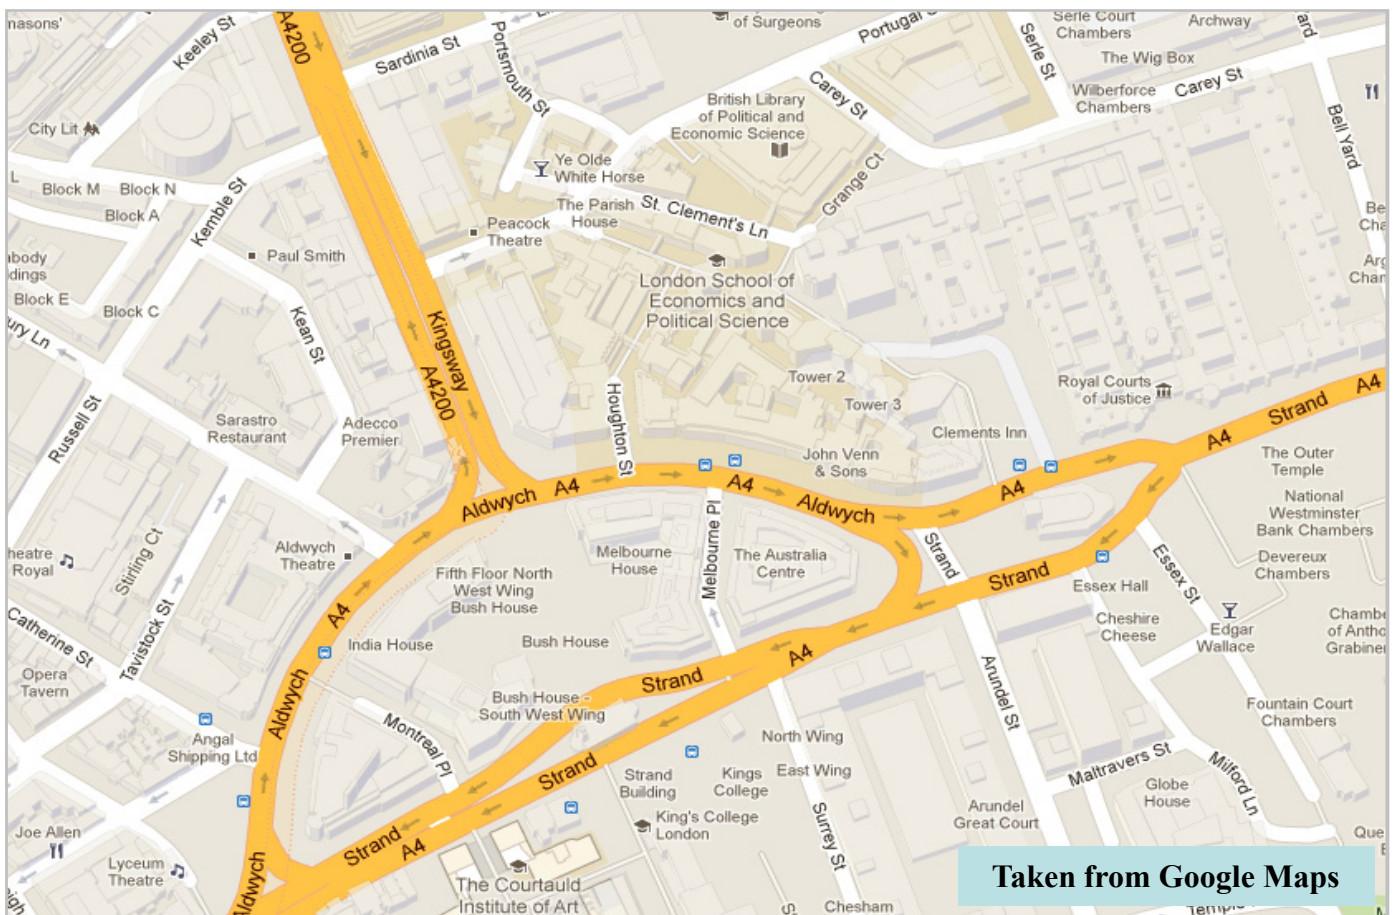 of Surgeons
Portugal S
Serle Court
Chambers
Archway
A4200
Keeley St
Sardinia St
Portsmouth St
Serle St
The Wig Box
Carey St
Wilberforce
Chambers
Carey St
British Library
of Political and
Economic Science
Bell Yard
City Lit
Ye Olde
White Horse
Grange Ct
L
Block M
Block N
Block A
Kemble St
The Parish
House
St. Clement's Ln
Peacock
Theatre
Paul Smith
London School of
Economics and
Political Science
Block E
Block C
Kean St
Kingsway
A4200
Houghton St
Tower 2
Tower 3
Royal Courts
of Justice
Strand
A4
A4
Russell St
Sarastro
Restaurant
Adecco
Premier
Clements Inn
John Venn
& Sons
The Outer
Temple
National
Westminster
Bank Chambers
Aldwych
A4
A4
Aldwych
A4
Stirling Ct
Aldwych
Theatre
Melbourne
House
Melbourne Pl
The Australia
Centre
Strand
Strand
Essex St
Devereux
Chambers
Essex Hall
Fifth Floor North
West Wing
Bush House
A4
Catherine St
Tavistock St
India House
Bush House
A4
Cheshire
Cheese
Edgar
Wallace
Opera
Tavern
Aldwych
Strand
Arundel St
Bush House -
South West Wing
Fountain Court
Chambers
Angal
Shipping Ltd
Montreal Pl
North Wing
Strand
Strand
Building
Kings
College
East Wing
Maltravers St
Milford Ln
Globe
House
Surrey St
King's College
London
Arundel
Great Court
Joe Allen
Strand
A4
Lyceum
Theatre
Aldwych
The Courtauld
Institute of Art
Chesham
Taken from Google Maps